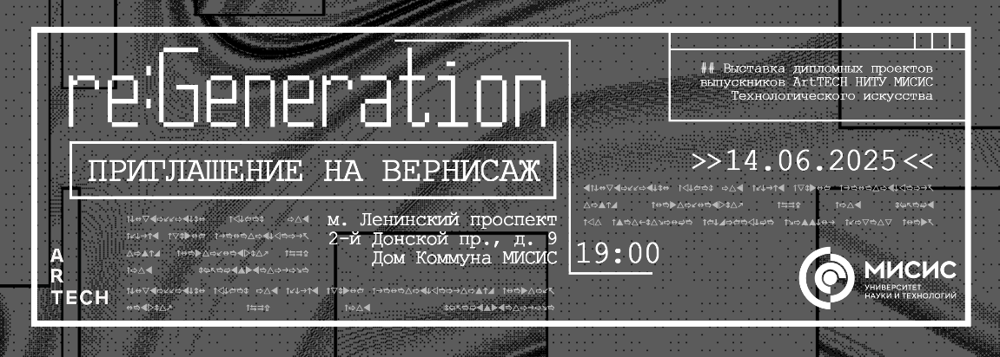 re:Generation
ПРИГЛАШЕНИЕ НА ВЕРНИСАЖ
м. Ленинский проспект
2-й Донской пр., д. 9
Дом Коммуна МИСИС
19:00
## Выставка дипломных проектов
выпускников ArtTECH НИТУ МИСИС
Технологического искусства
>>14.06.2025<<
A
R
TECH
МИСИС
УНИВЕРСИТЕТ
НАУКИ И ТЕХНОЛОГИЙ